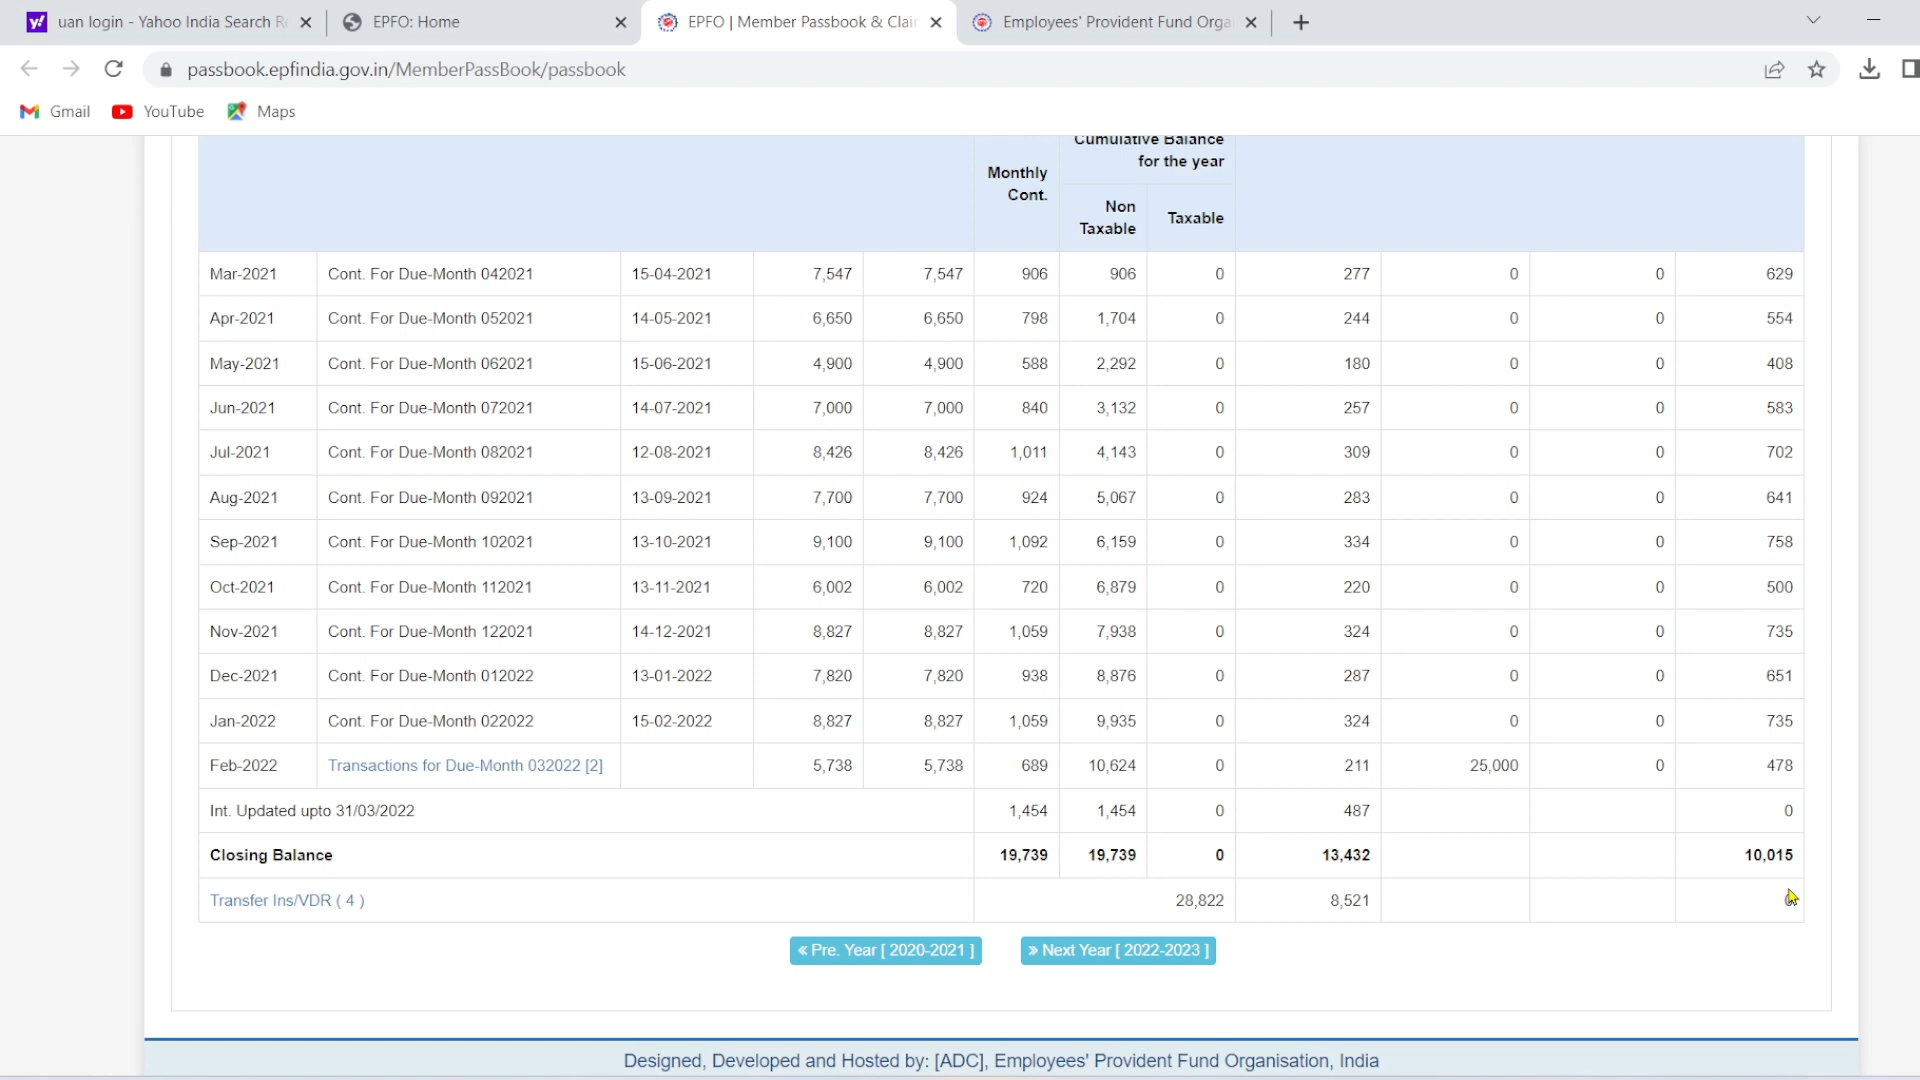 uan login - Yahoo India Search Re
EPFO: Home
EPFO | Member Passbook & Clai
Employees' Provident Fund Orga
passbook.epfindia.gov.in/MemberPassBook/passbook
Gmail YouTube Maps
Cumulative Balance
for the year
Monthly
Cont.
Non
Taxable
Taxable
Mar-2021 Cont. For Due-Month 042021 15-04-2021 7,547 7,547 906 906 0 277 0 0 629
Apr-2021 Cont. For Due-Month 052021 14-05-2021 6,650 6,650 798 1,704 0 244 0 0 554
May-2021 Cont. For Due-Month 062021 15-06-2021 4,900 4,900 588 2,292 0 180 0 0 408
Jun-2021 Cont. For Due-Month 072021 14-07-2021 7,000 7,000 840 3,132 0 257 0 0 583
Jul-2021 Cont. For Due-Month 082021 12-08-2021 8,426 8,426 1,011 4,143 0 309 0 0 702
Aug-2021 Cont. For Due-Month 092021 13-09-2021 7,700 7,700 924 5,067 0 283 0 0 641
Sep-2021 Cont. For Due-Month 102021 13-10-2021 9,100 9,100 1,092 6,159 0 334 0 0 758
Oct-2021 Cont. For Due-Month 112021 13-11-2021 6,002 6,002 720 6,879 0 220 0 0 500
Nov-2021 Cont. For Due-Month 122021 14-12-2021 8,827 8,827 1,059 7,938 0 324 0 0 735
Dec-2021 Cont. For Due-Month 012022 13-01-2022 7,820 7,820 938 8,876 0 287 0 0 651
Jan-2022 Cont. For Due-Month 022022 15-02-2022 8,827 8,827 1,059 9,935 0 324 0 0 735
Feb-2022 Transactions for Due-Month 032022 [2] 5,738 5,738 689 10,624 0 211 25,000 0 478
Int. Updated upto 31/03/2022 1,454 1,454 0 487 0
Closing Balance 19,739 19,739 0 13,432 10,015
Transfer Ins/VDR ( 4 ) 28,822 8,521
« Pre. Year [ 2020-2021 ] » Next Year [ 2022-2023 ]
Designed, Developed and Hosted by: [ADC], Employees' Provident Fund Organisation, India